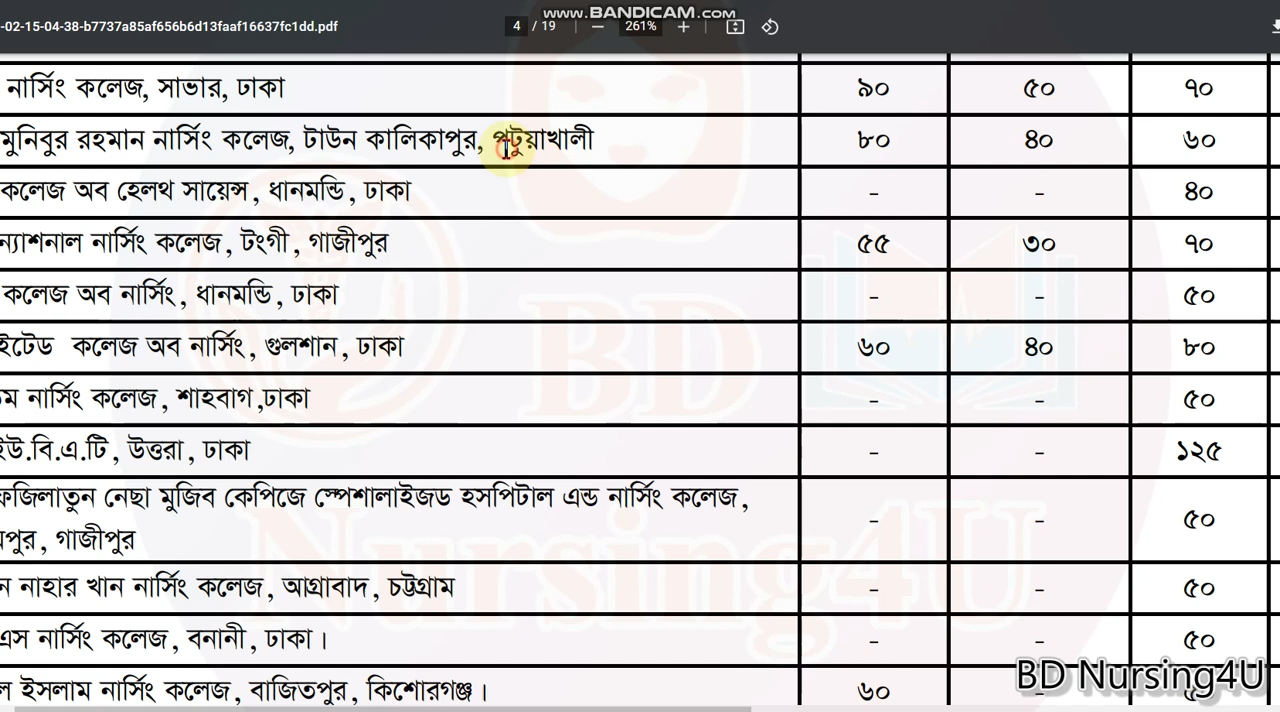 www.BANDICAM.com
-02-15-04-38-b7737a85af656b6d13faaf16637fc1dd.pdf 4 / 19 261%
নার্সিং কলেজ, সাভার, ঢাকা ৯০ ৫০ ৭০
মুনিবুর রহমান নার্সিং কলেজ, টাউন কালিকাপুর, পটুয়াখালী ৮০ ৪০ ৬০
কলেজ অব হেলথ সায়েন্স, ধানমন্ডি, ঢাকা - - ৪০
ন্যাশনাল নার্সিং কলেজ, টংগী, গাজীপুর ৫৫ ৩০ ৭০
কলেজ অব নার্সিং, ধানমন্ডি, ঢাকা - - ৫০
ইটেড কলেজ অব নার্সিং, গুলশান, ঢাকা ৬০ ৪০ ৮০
নার্সিং কলেজ, শাহবাগ,ঢাকা - - ৫০
ইউ.বি.এ.টি, উত্তরা, ঢাকা - - ১২৫
ফজিলাতুন নেছা মুজিব কেপিজে স্পেশালাইজড হসপিটাল এন্ড নার্সিং কলেজ, - - ৫০
পুর, গাজীপুর
ন নাহার খান নার্সিং কলেজ, আগ্রাবাদ, চট্টগ্রাম - - ৫০
এস নার্সিং কলেজ, বনানী, ঢাকা। - - ৫০
ল ইসলাম নার্সিং কলেজ, বাজিতপুর, কিশোরগঞ্জ। ৬০ -
BD
Nursing4U
BD Nursing4U